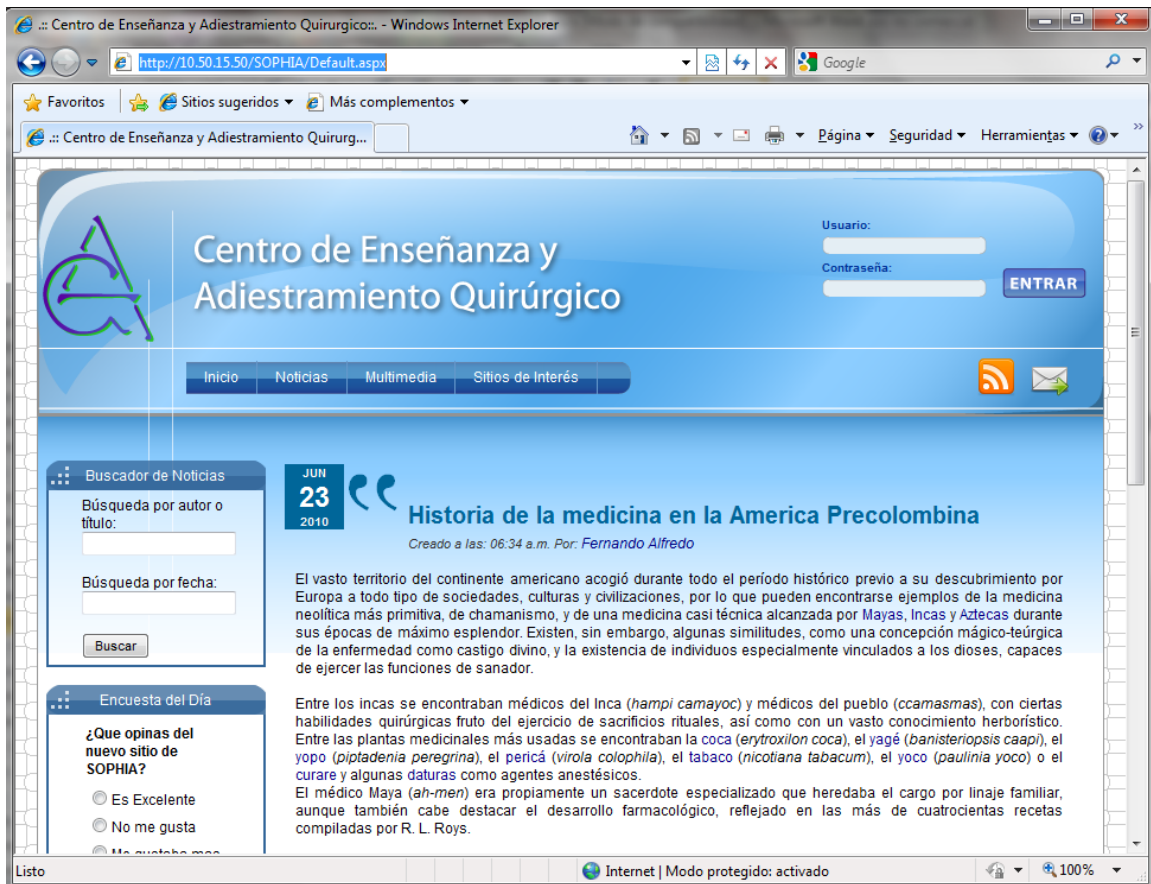 .:: Centro de Enseñanza y Adiestramiento Quirurgico::. - Windows Internet Explorer
http://10.50.15.50/SOPHIA/Default.aspx
Google
Favoritos
Sitios sugeridos
Más complementos
.:: Centro de Enseñanza y Adiestramiento Quirurg...
Página
Seguridad
Herramientas
Centro de Enseñanza y
Adiestramiento Quirúrgico
Usuario:
Contraseña:
ENTRAR
Inicio
Noticias
Multimedia
Sitios de Interés
Buscador de Noticias
Búsqueda por autor o
título:
Búsqueda por fecha:
Buscar
Encuesta del Día
¿Que opinas del
nuevo sitio de
SOPHIA?
Es Excelente
No me gusta
JUN
23
2010
Historia de la medicina en la America Precolombina
Creado a las: 06:34 a.m. Por: Fernando Alfredo
El vasto territorio del continente americano acogió durante todo el período histórico previo a su descubrimiento por
Europa a todo tipo de sociedades, culturas y civilizaciones, por lo que pueden encontrarse ejemplos de la medicina
neolítica más primitiva, de chamanismo, y de una medicina casi técnica alcanzada por Mayas, Incas y Aztecas durante
sus épocas de máximo esplendor. Existen, sin embargo, algunas similitudes, como una concepción mágico-teúrgica
de la enfermedad como castigo divino, y la existencia de individuos especialmente vinculados a los dioses, capaces
de ejercer las funciones de sanador.
Entre los incas se encontraban médicos del Inca (hampi camayoc) y médicos del pueblo (ccamasmas), con ciertas
habilidades quirúrgicas fruto del ejercicio de sacrificios rituales, así como con un vasto conocimiento herborístico.
Entre las plantas medicinales más usadas se encontraban la coca (erytroxilon coca), el yagé (banisteriopsis caapi), el
yopo (piptadenia peregrina), el pericá (virola colophila), el tabaco (nicotiana tabacum), el yoco (paulinia yoco) o el
curare y algunas daturas como agentes anestésicos.
El médico Maya (ah-men) era propiamente un sacerdote especializado que heredaba el cargo por linaje familiar,
aunque también cabe destacar el desarrollo farmacológico, reflejado en las más de cuatrocientas recetas
compiladas por R. L. Roys.
Listo
Internet | Modo protegido: activado
100%